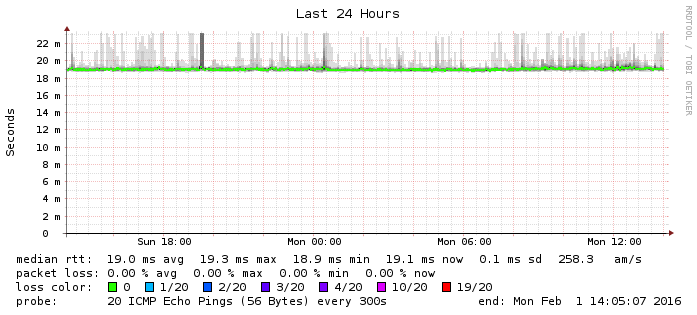 Last 24 Hours
RRDTOOL / TOBI OETIKER
Seconds
22 m
20 m
18 m
16 m
14 m
12 m
10 m
8 m
6 m
4 m
2 m
0
Sun 18:00 Mon 00:00 Mon 06:00 Mon 12:00
median rtt: 19.0 ms avg 19.3 ms max 18.9 ms min 19.1 ms now 0.1 ms sd 258.3 am/s
packet loss: 0.00 % avg 0.00 % max 0.00 % min 0.00 % now
loss color: 0 1/20 2/20 3/20 4/20 10/20 19/20
probe: 20 ICMP Echo Pings (56 Bytes) every 300s end: Mon Feb 1 14:05:07 2016